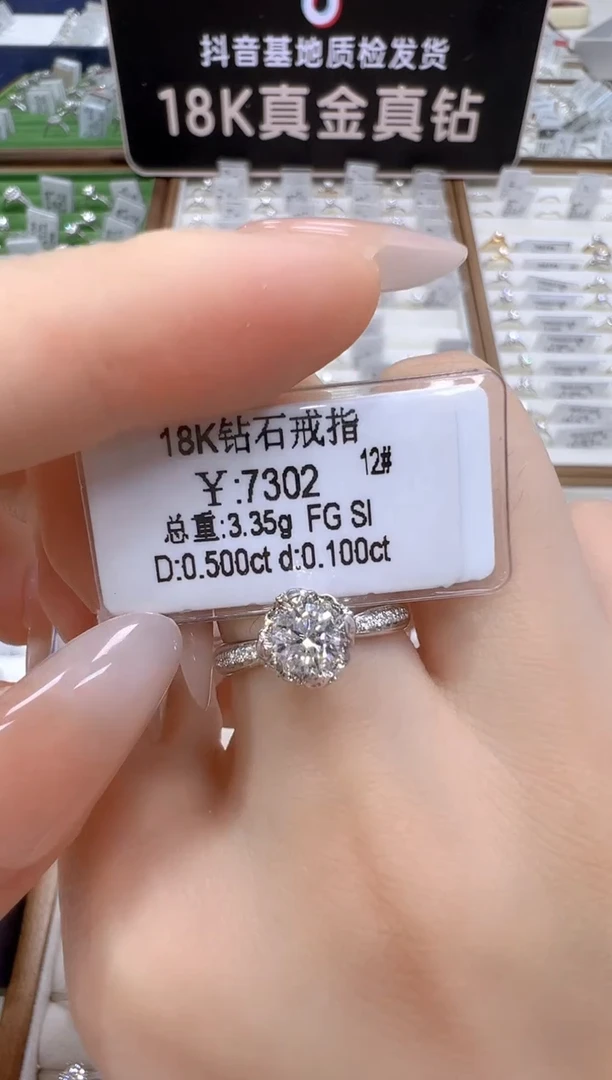 抖音基地质检发货
18K真金真钻
18K钻石戒指
12#
￥:7302
总重:3.35g FG SI
D:0.500ct d:0.100ct